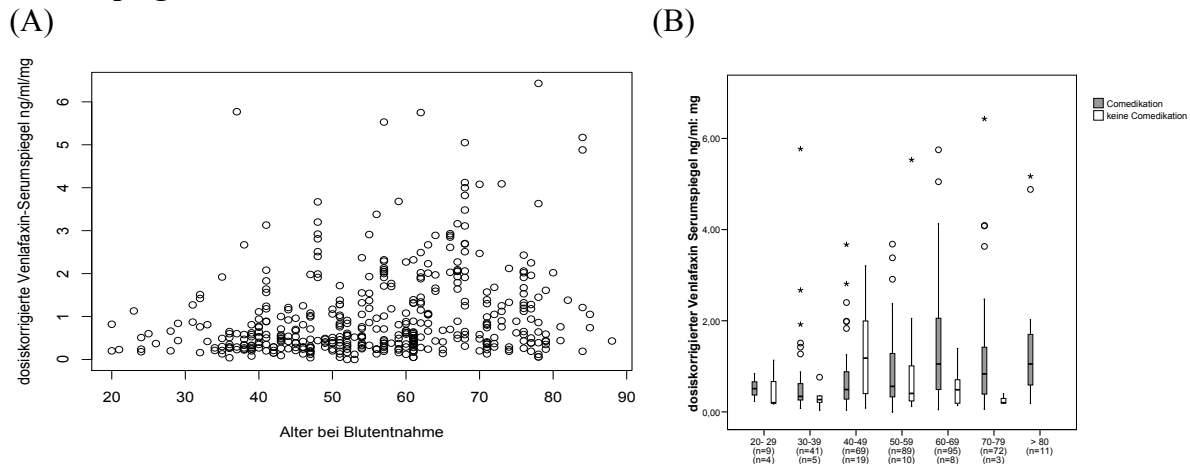 (A)
(B)
dosiskorrigierte Venlafaxin-Serumspiegel ng/ml/mg
6
5
4
3
2
1
0
20
30
40
50
60
70
80
90
Alter bei Blutentnahme
dosiskorrigierter Venlafaxin Serumspiegel ng/ml: mg
6,00
4,00
2,00
0,00
20- 29
(n=9)
(n=4)
30-39
(n=41)
(n=5)
40-49
(n=69)
(n=19)
50-59
(n=89)
(n=10)
60-69
(n=95)
(n=8)
70-79
(n=72)
(n=3)
> 80
(n=11)
Comedikation
keine Comedikation